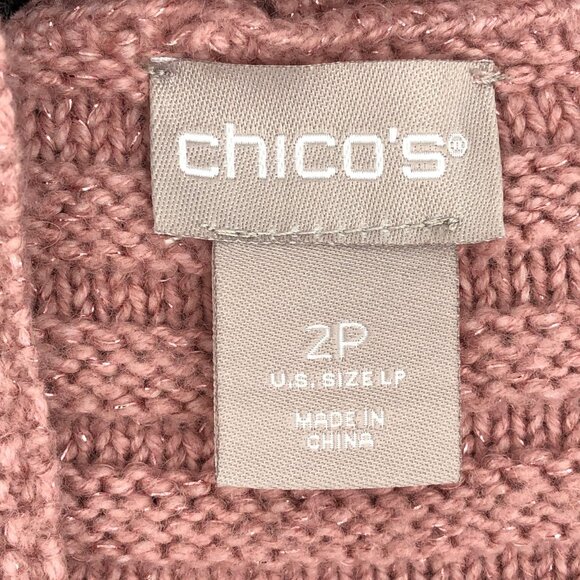 chico's®
2P
U.S. SIZE LP
MADE IN
CHINA